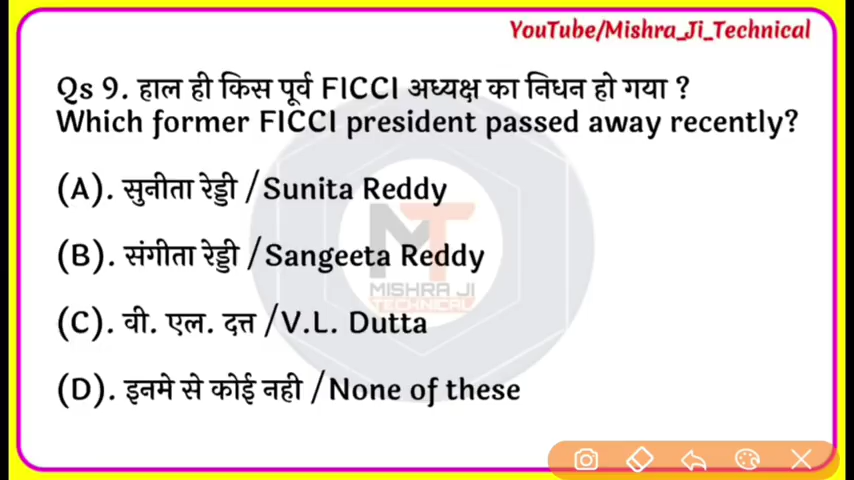 YouTube/Mishra_Ji_Technical
Qs 9. हाल ही किस पूर्व FICCI अध्यक्ष का निधन हो गया ?
Which former FICCI president passed away recently?
(A). सुनीता रेड्डी /Sunita Reddy
(B). संगीता रेड्डी /Sangeeta Reddy
MT
MISHRA JI
TECHNICAL
(C). वी. एल. दत्त /V.L. Dutta
(D). इनमे से कोई नही /None of these